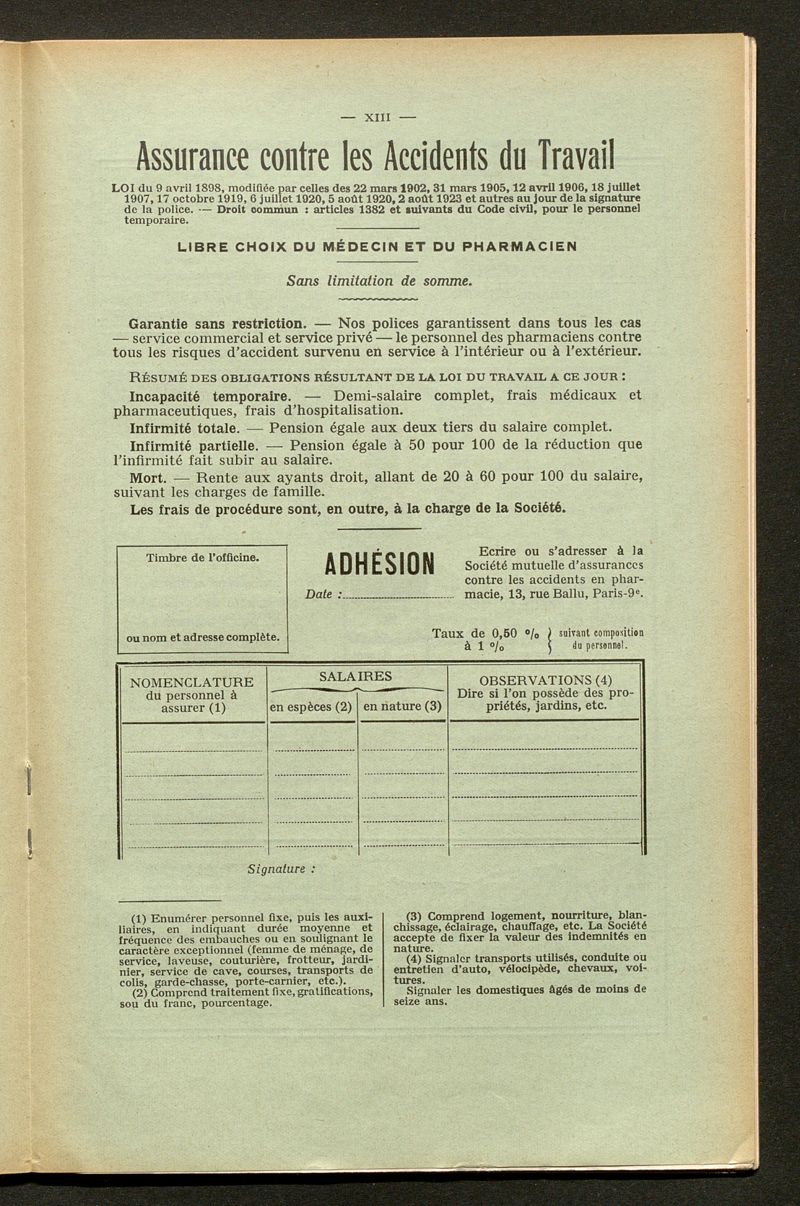 — XIII —
Assurance contre les Accidents du Travail
LOI du 9 avril 1898, modifiée par celles des 22 mars 1902, 31 mars 1905, 12 avril 1906, 18 juillet
1907, 17 octobre 1919, 6 juillet 1920, 5 août 1920, 2 août 1923 et autres au jour de la signature
de la police. — Droit commun : articles 1382 et suivants du Code civil, pour le personnel
temporaire.
LIBRE CHOIX DU MÉDECIN ET DU PHARMACIEN
Sans limitation de somme.
Garantie sans restriction. — Nos polices garantissent dans tous les cas
— service commercial et service privé — le personnel des pharmaciens contre
tous les risques d'accident survenu en service à l'intérieur ou à l'extérieur.
RÉSUMÉ DES OBLIGATIONS RÉSULTANT DE LA LOI DU TRAVAIL A CE JOUR :
Incapacité temporaire. — Demi-salaire complet, frais médicaux et
pharmaceutiques, frais d'hospitalisation.
Infirmité totale. — Pension égale aux deux tiers du salaire complet.
Infirmité partielle. — Pension égale à 50 pour 100 de la réduction que
l'infirmité fait subir au salaire.
Mort. — Rente aux ayants droit, allant de 20 à 60 pour 100 du salaire,
suivant les charges de famille.
Les frais de procédure sont, en outre, à la charge de la Société.
Timbre de l'officine.
ou nom et adresse complète.
ADHÉSION
Date :
Ecrire ou s'adresser à la
Société mutuelle d'assurances
contre les accidents en phar-
macie, 13, rue Ballu, Paris-9e.
Taux de 0,50 % } suivant composition
à 1 % } du personnel.
NOMENCLATURE
du personnel à
assurer (1)
SALAIRES
en espèces (2)
en nature (3)
OBSERVATIONS (4)
Dire si l'on possède des pro-
priétés, jardins, etc.
Signature :
(1) Enumérer personnel fixe, puis les auxi-
liaires, en indiquant durée moyenne et
fréquence des embauches ou en soulignant le
caractère exceptionnel (femme de ménage, de
service, laveuse, couturière, frotteur, jardi-
nier, service de cave, courses, transports de
colis, garde-chasse, porte-carnier, etc.).
(2) Comprend traitement fixe, gratifications,
sou du franc, pourcentage.
(3) Comprend logement, nourriture, blan-
chissage, éclairage, chauffage, etc. La Société
accepte de fixer la valeur des indemnités en
nature.
(4) Signaler transports utilisés, conduite ou
entretien d'auto, vélocipède, chevaux, voi-
tures.
Signaler les domestiques âgés de moins de
seize ans.